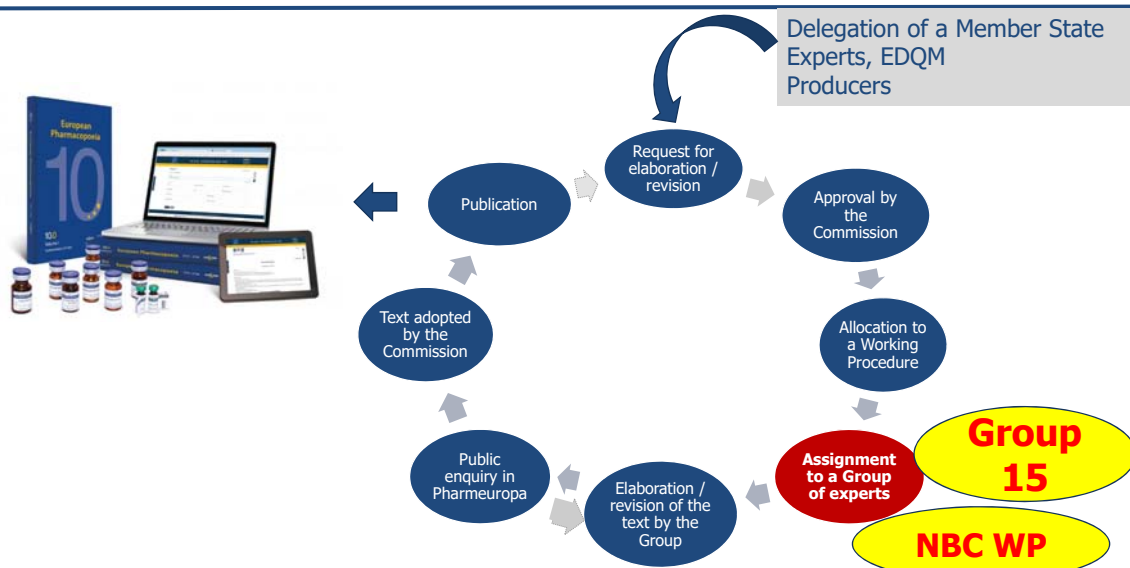 Delegation of a Member State
Experts, EDQM
Producers
European
Pharmacopoeia
10
10.0
Request for
elaboration /
revision
Approval by
the
Commission
Allocation to
a Working
Procedure
Assignment
to a Group
of experts
Group
15
NBC WP
Elaboration /
revision of the
text by the
Group
Public
enquiry in
Pharmeuropa
Text adopted
by the
Commission
Publication